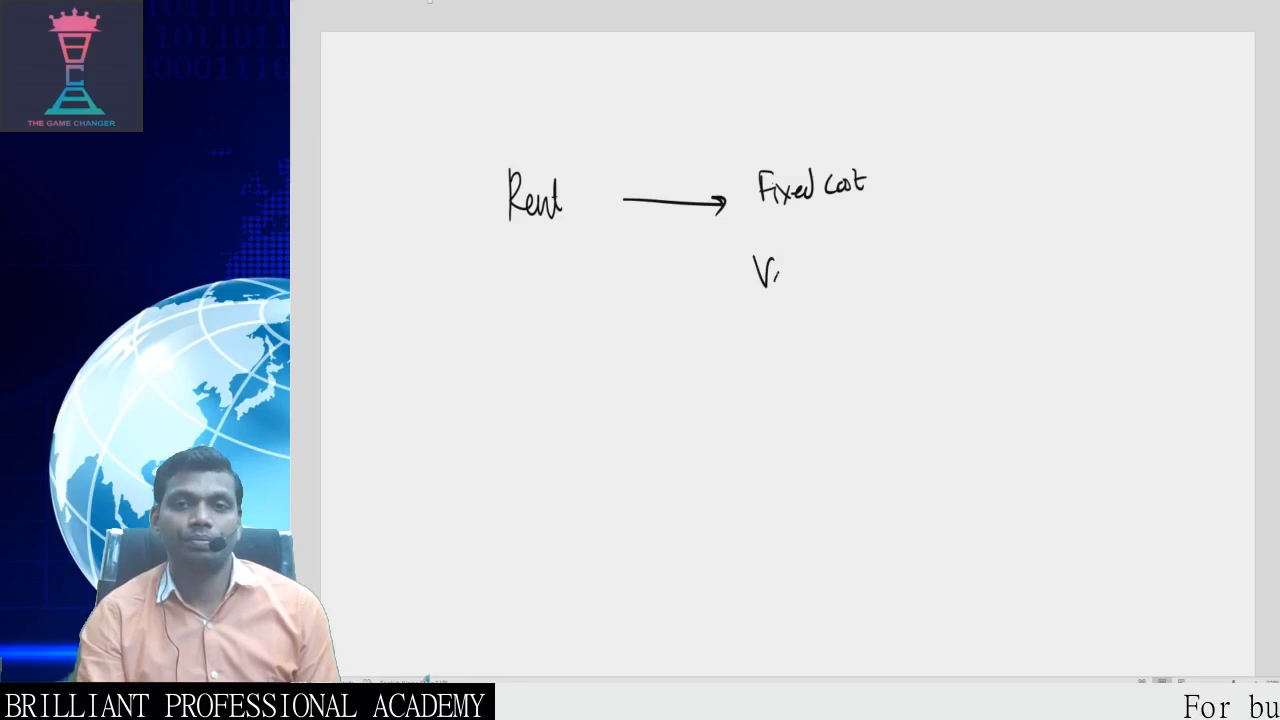 THE GAME CHANGER
Rent → Fixed cost
BRILLIANT PROFESSIONAL ACADEMY
For bu